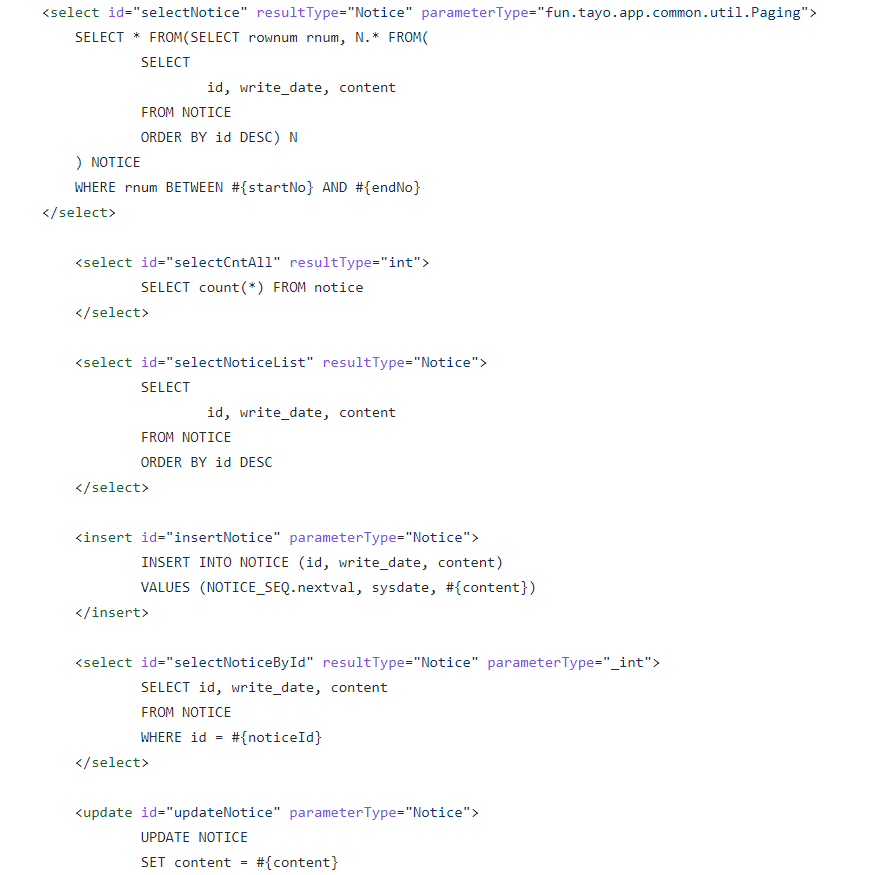 <select id="selectNotice" resultType="Notice" parameterType="fun.tayo.app.common.util.Paging">
SELECT * FROM(SELECT rownum rnum, N.* FROM(
SELECT
id, write_date, content
FROM NOTICE
ORDER BY id DESC) N
) NOTICE
WHERE rnum BETWEEN #{startNo} AND #{endNo}
</select>
<select id="selectCntAll" resultType="int">
SELECT count(*) FROM notice
</select>
<select id="selectNoticeList" resultType="Notice">
SELECT
id, write_date, content
FROM NOTICE
ORDER BY id DESC
</select>
<insert id="insertNotice" parameterType="Notice">
INSERT INTO NOTICE (id, write_date, content)
VALUES (NOTICE_SEQ.nextval, sysdate, #{content})
</insert>
<select id="selectNoticeById" resultType="Notice" parameterType="_int">
SELECT id, write_date, content
FROM NOTICE
WHERE id = #{noticeId}
</select>
<update id="updateNotice" parameterType="Notice">
UPDATE NOTICE
SET content = #{content}